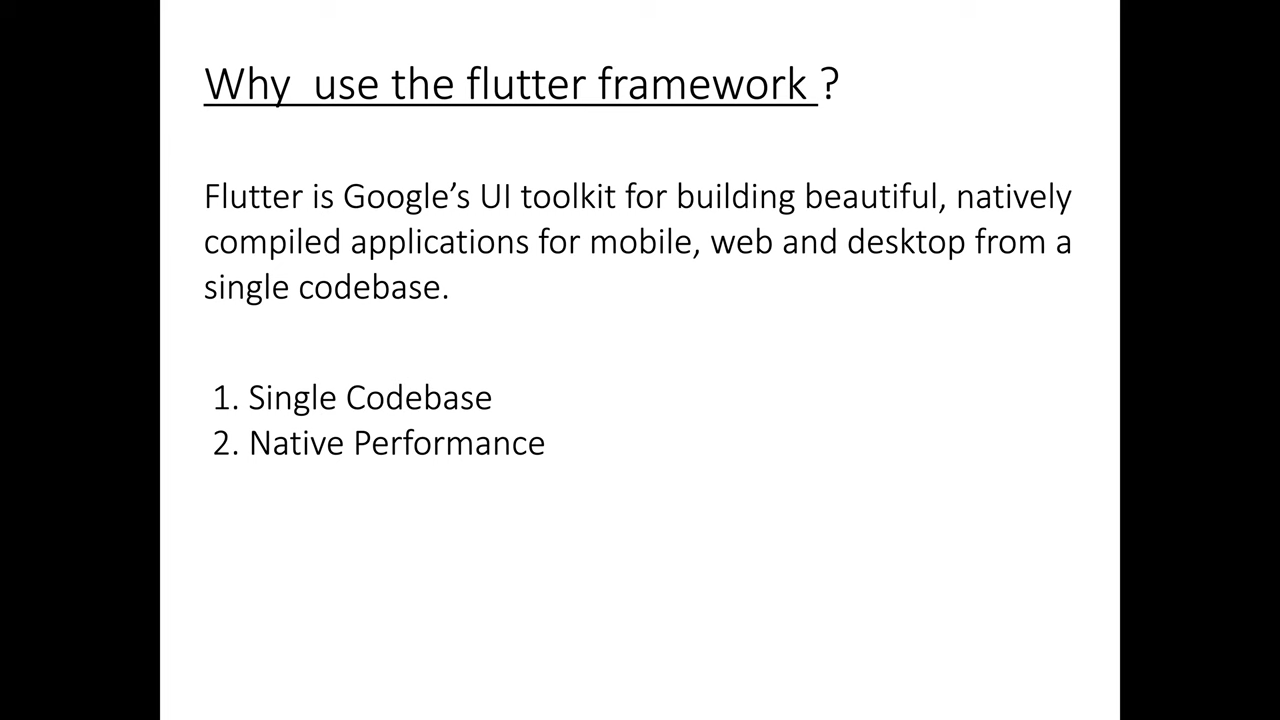 Why  use the flutter framework ?
Flutter is Google’s UI toolkit for building beautiful, natively
compiled applications for mobile, web and desktop from a
single codebase.
1. Single Codebase
2. Native Performance